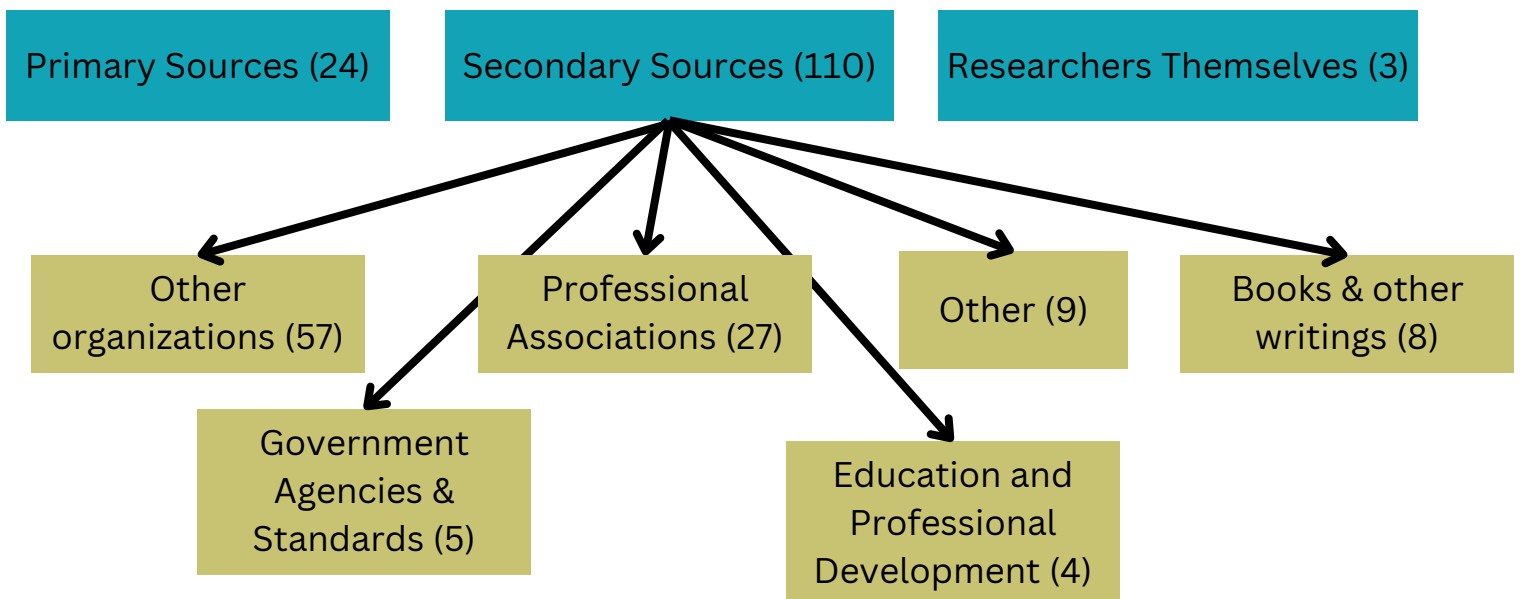 Primary Sources (24)
Secondary Sources (110)
Researchers Themselves (3)
Other
organizations (57)
Professional
Associations (27)
Other (9)
Books & other
writings (8)
Government
Agencies &
Standards (5)
Education and
Professional
Development (4)